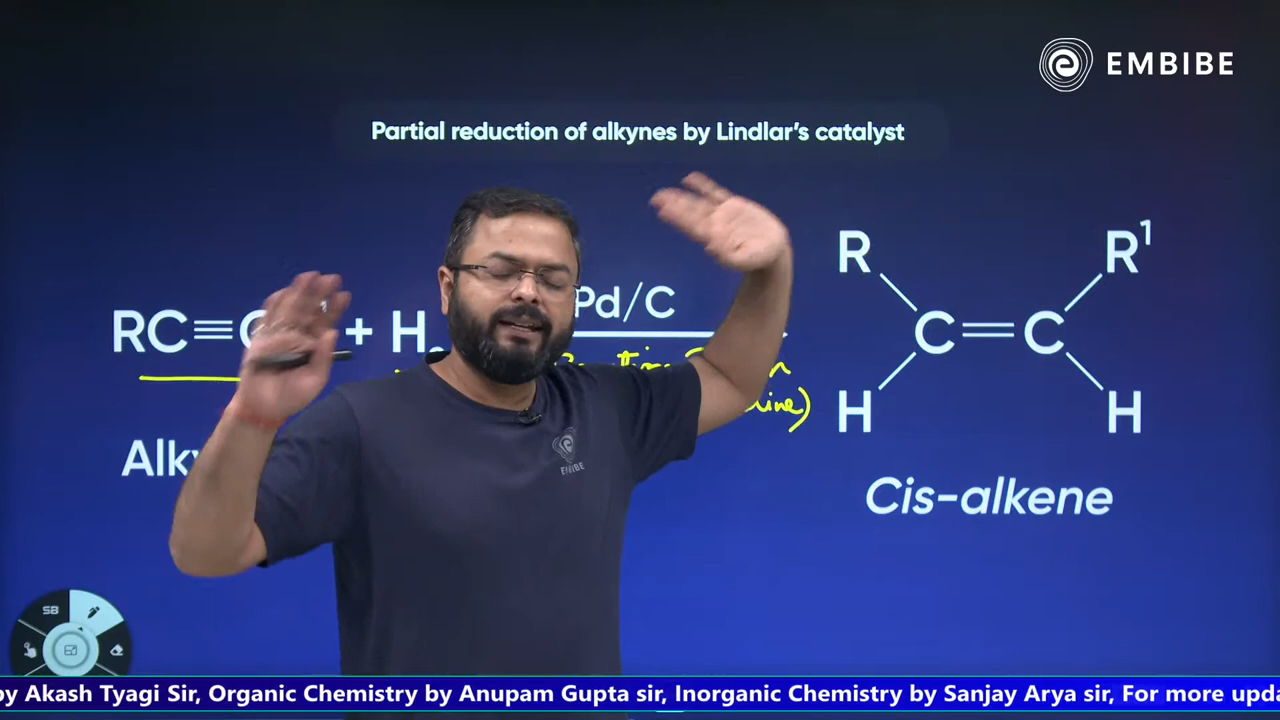 EMBIBE
Partial reduction of alkynes by Lindlar's catalyst
RC≡ + H Pd/C
R R¹
C=C
H H
Cis-alkene
EMBIBE
SB
by Akash Tyagi Sir, Organic Chemistry by Anupam Gupta sir, Inorganic Chemistry by Sanjay Arya sir, For more upda